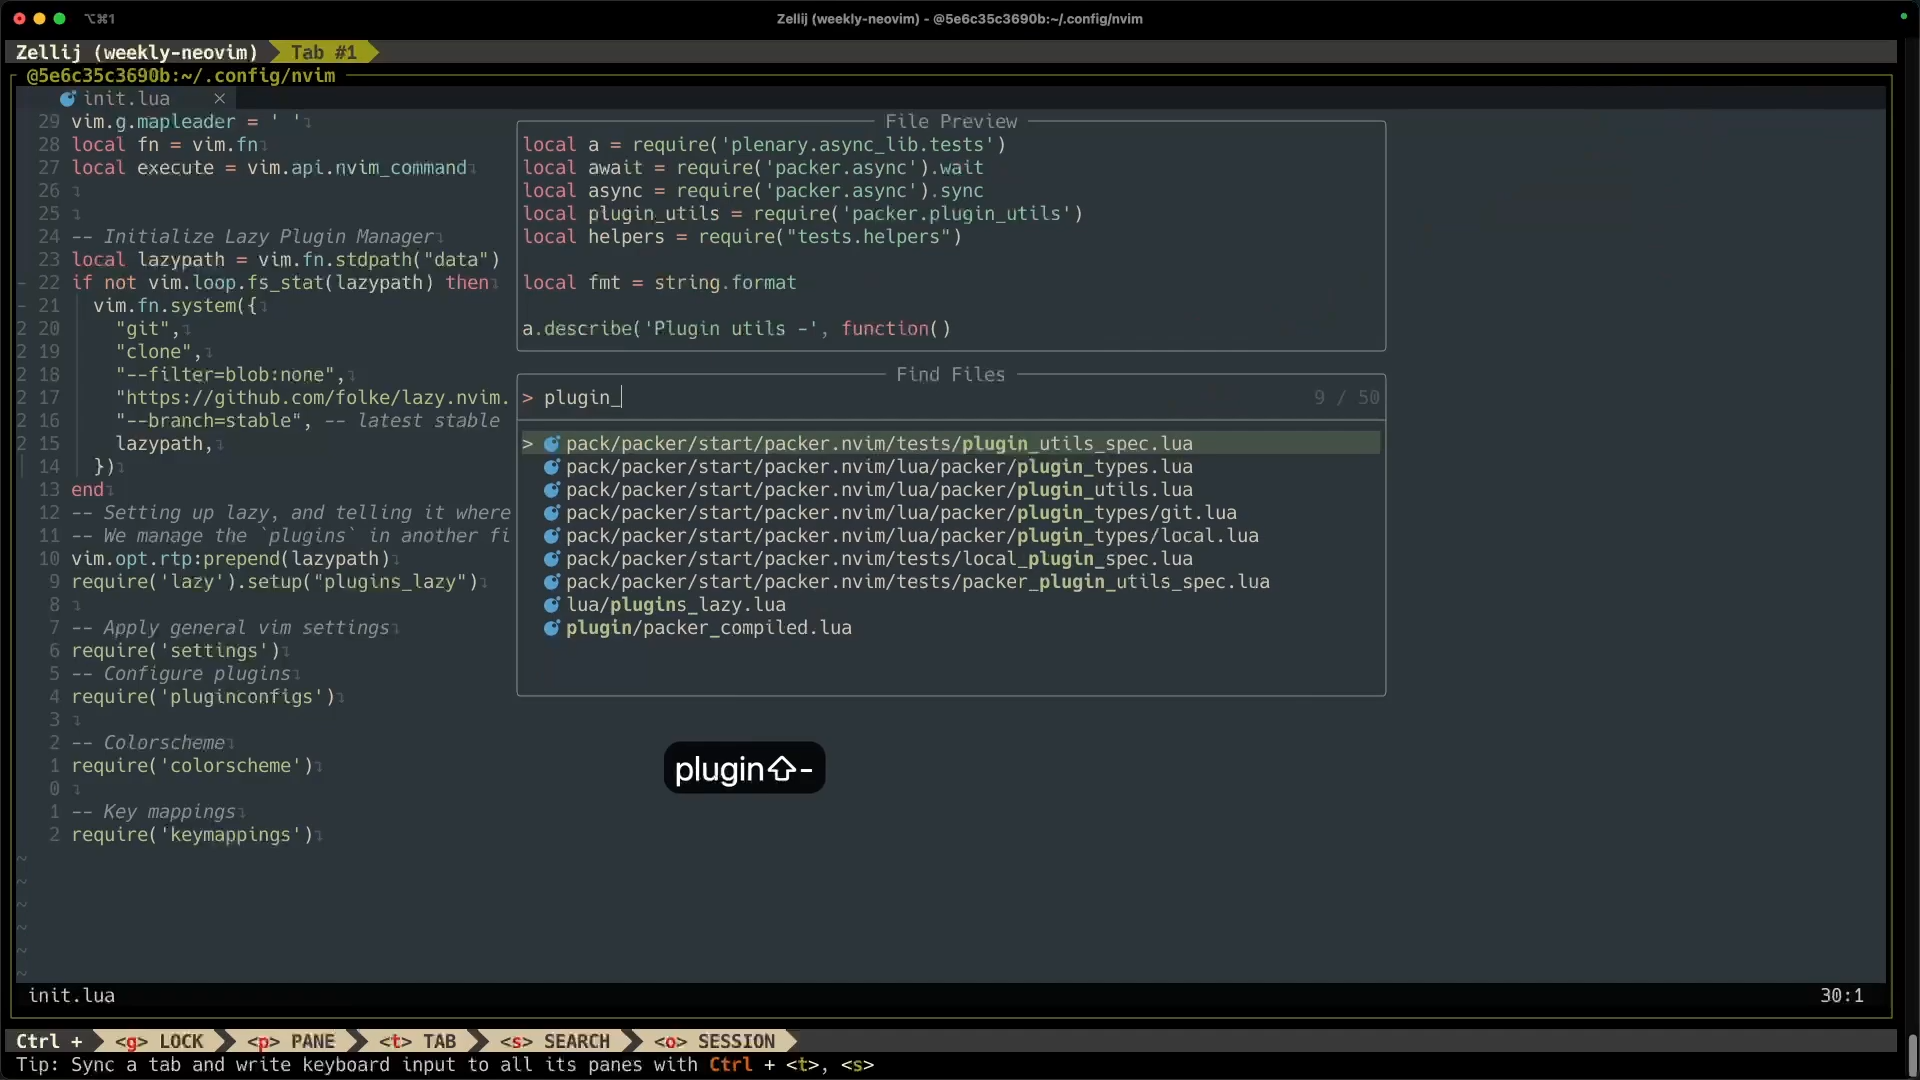 ⌥⌘1
Zellij (weekly-neovim) - @5e6c35c3690b:~/.config/nvim
Zellij (weekly-neovim) Tab #1
@5e6c35c3690b:~/.config/nvim
init.lua ×
29 vim.g.mapleader = ' '
28 local fn = vim.fn
27 local execute = vim.api.nvim_command
26
25
24 -- Initialize Lazy Plugin Manager
23 local lazypath = vim.fn.stdpath("data")
- 22 if not vim.loop.fs_stat(lazypath) then
- 21 vim.fn.system({
2 20 "git",
2 19 "clone",
2 18 "--filter=blob:none",
2 17 "https://github.com/folke/lazy.nvim.
2 16 "--branch=stable", -- latest stable
2 15 lazypath,
14 })
13 end
12 -- Setting up lazy, and telling it where
11 -- We manage the `plugins` in another fi
10 vim.opt.rtp:prepend(lazypath)
9 require('lazy').setup("plugins_lazy")
8
7 -- Apply general vim settings
6 require('settings')
5 -- Configure plugins
4 require('pluginconfigs')
3
2 -- Colorscheme
1 require('colorscheme')
0
1 -- Key mappings
2 require('keymappings')
~
~
~
~
~
~
File Preview
local a = require('plenary.async_lib.tests')
local await = require('packer.async').wait
local async = require('packer.async').sync
local plugin_utils = require('packer.plugin_utils')
local helpers = require("tests.helpers")
local fmt = string.format
a.describe('Plugin utils -', function()
Find Files
> plugin_ 9 / 50
> pack/packer/start/packer.nvim/tests/plugin_utils_spec.lua
pack/packer/start/packer.nvim/lua/packer/plugin_types.lua
pack/packer/start/packer.nvim/lua/packer/plugin_utils.lua
pack/packer/start/packer.nvim/lua/packer/plugin_types/git.lua
pack/packer/start/packer.nvim/lua/packer/plugin_types/local.lua
pack/packer/start/packer.nvim/tests/local_plugin_spec.lua
pack/packer/start/packer.nvim/tests/packer_plugin_utils_spec.lua
lua/plugins_lazy.lua
plugin/packer_compiled.lua
plugin⇧-
init.lua 30:1
Ctrl + <g> LOCK <p> PANE <t> TAB <s> SEARCH <o> SESSION
Tip: Sync a tab and write keyboard input to all its panes with Ctrl + <t>, <s>